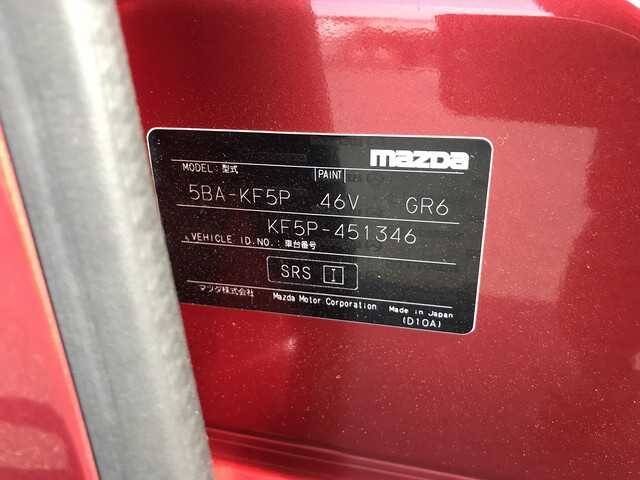 mazda
MODEL:型式 PAINT
5BA-KF5P 46V GR6
KF5P-451346
VEHICLE ID.NO.:車台番号
SRS I
マツダ株式会社 Mazda Motor Corporation Made in Japan
(D10A)